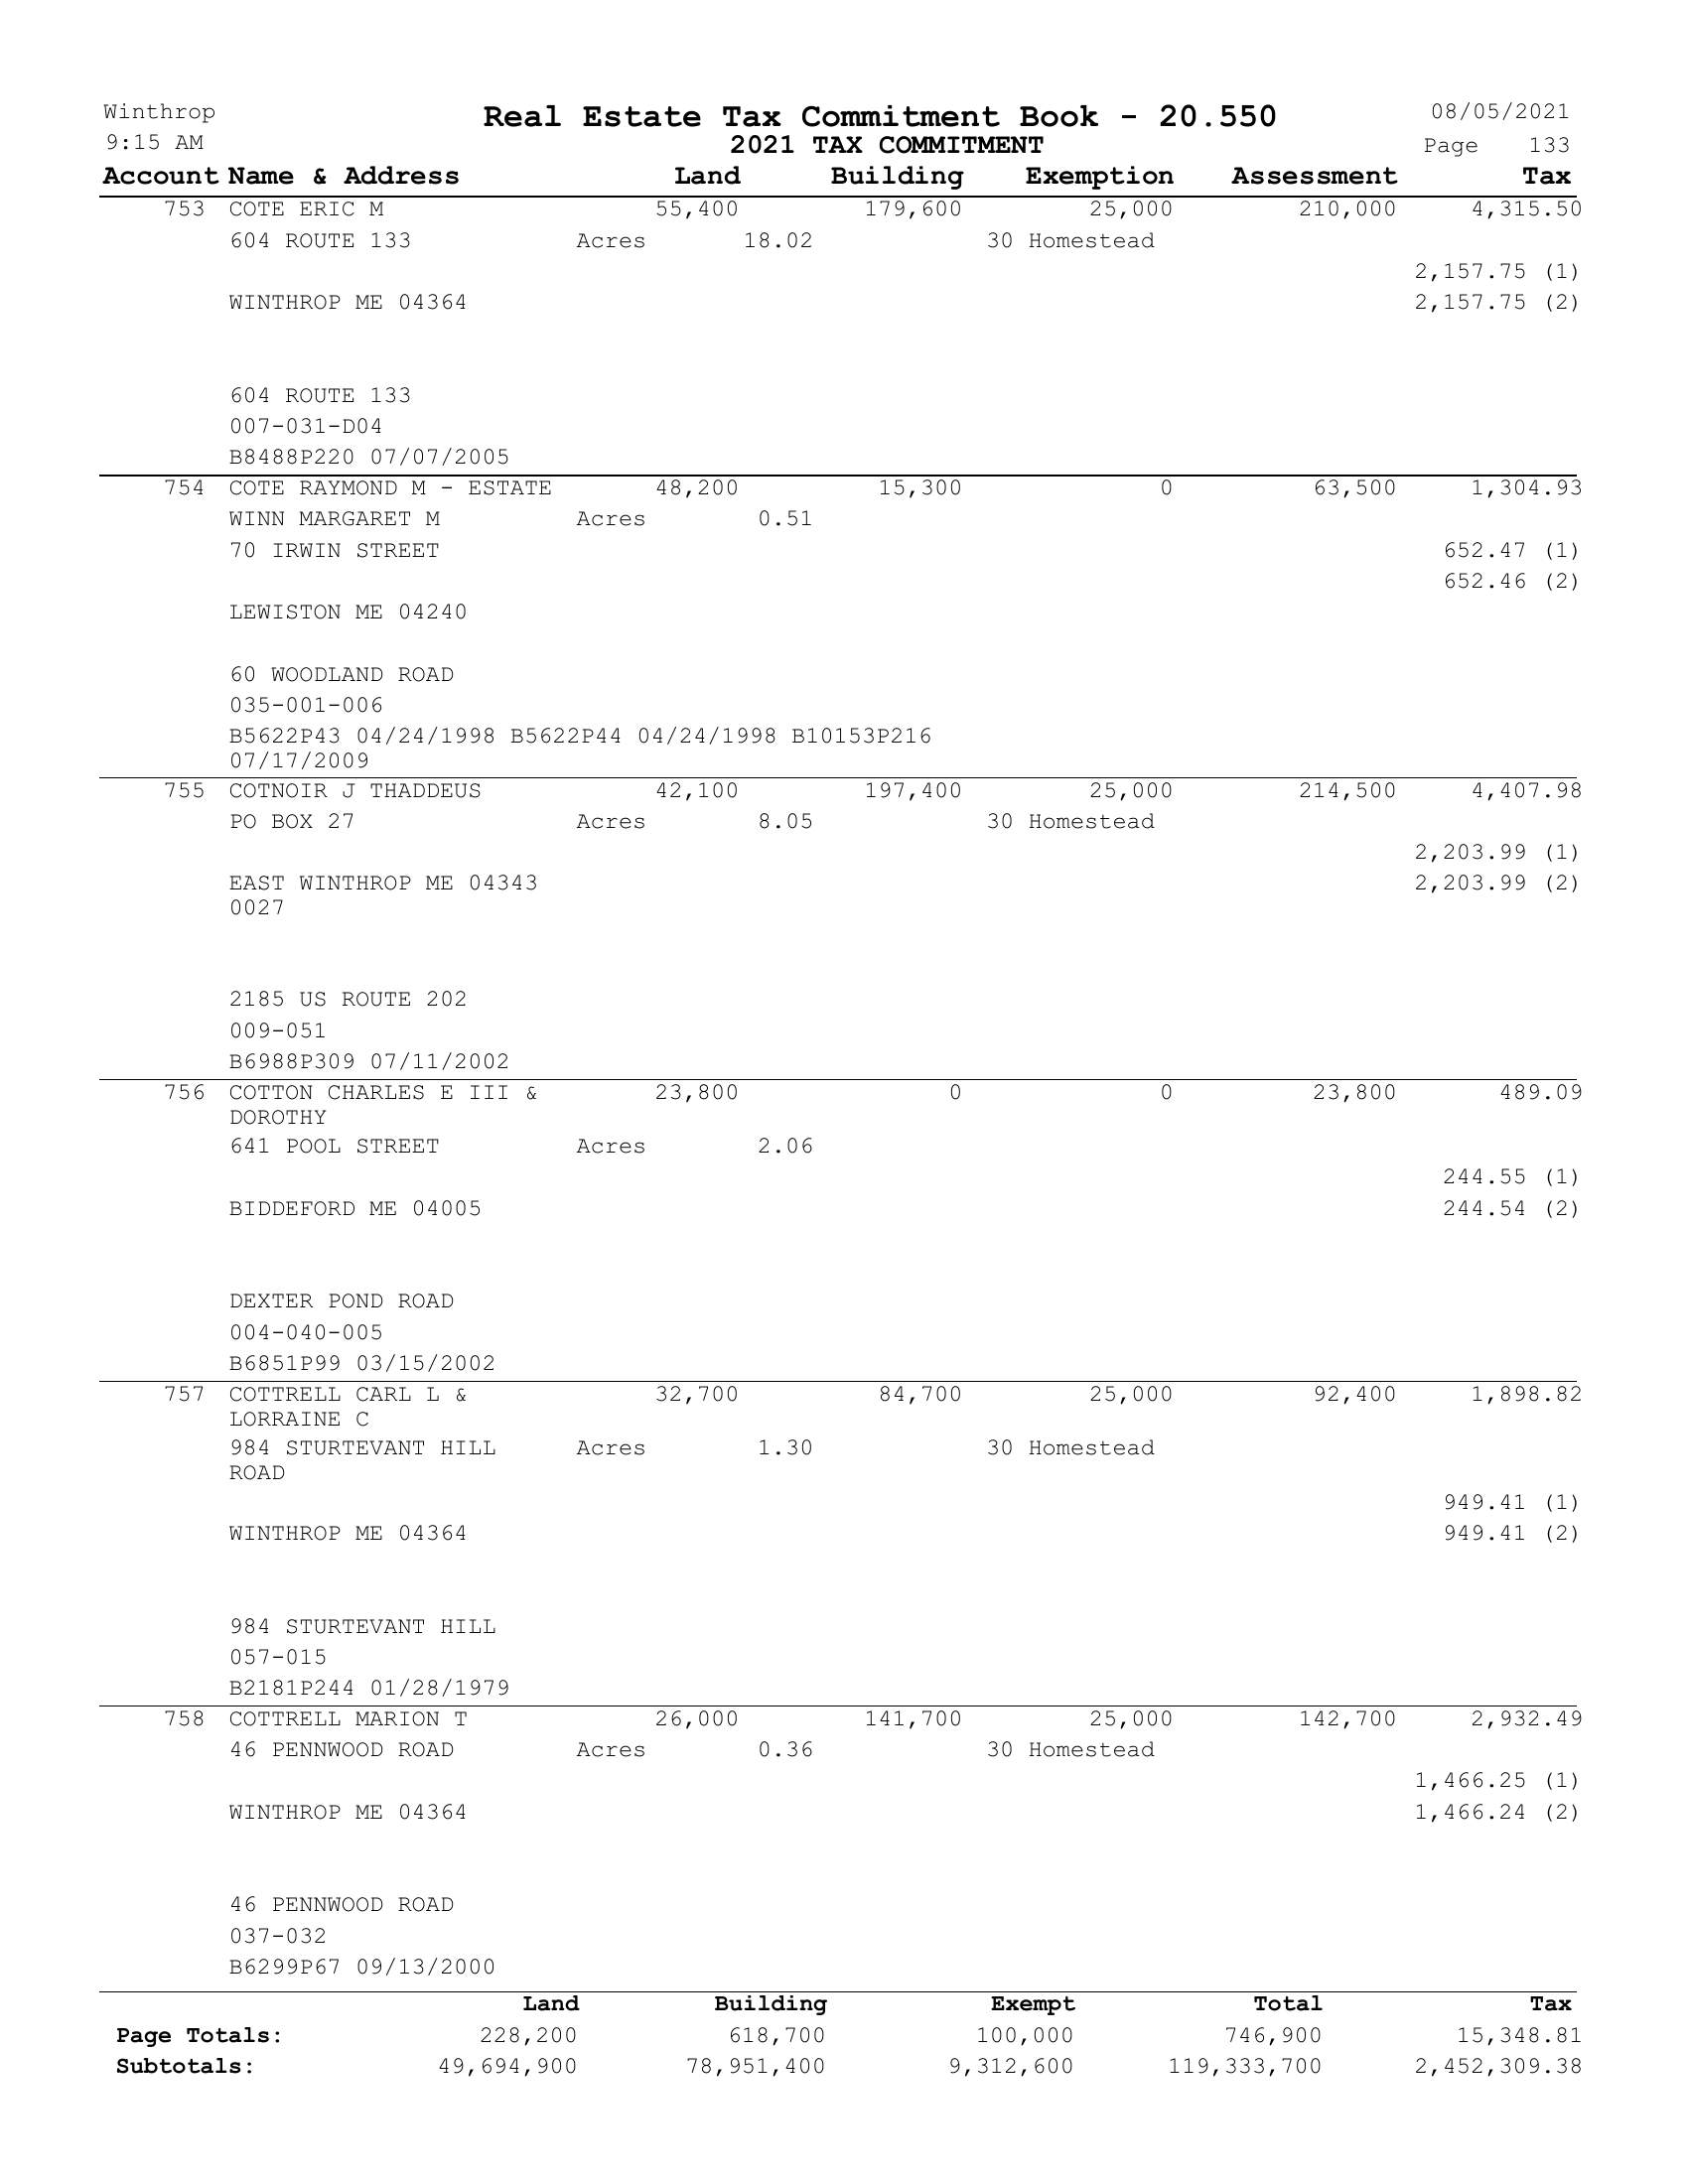 Winthrop Real Estate Tax Commitment Book - 20.550 08/05/2021
9:15 AM 2021 TAX COMMITMENT Page 133
Account Name & Address Land Building Exemption Assessment Tax
753 COTE ERIC M 55,400 179,600 25,000 210,000 4,315.50
604 ROUTE 133 Acres 18.02 30 Homestead
2,157.75 (1)
WINTHROP ME 04364 2,157.75 (2)
604 ROUTE 133
007-031-D04
B8488P220 07/07/2005
754 COTE RAYMOND M - ESTATE 48,200 15,300 0 63,500 1,304.93
WINN MARGARET M Acres 0.51
70 IRWIN STREET 652.47 (1)
652.46 (2)
LEWISTON ME 04240
60 WOODLAND ROAD
035-001-006
B5622P43 04/24/1998 B5622P44 04/24/1998 B10153P216
07/17/2009
755 COTNOIR J THADDEUS 42,100 197,400 25,000 214,500 4,407.98
PO BOX 27 Acres 8.05 30 Homestead
2,203.99 (1)
EAST WINTHROP ME 04343 2,203.99 (2)
0027
2185 US ROUTE 202
009-051
B6988P309 07/11/2002
756 COTTON CHARLES E III & 23,800 0 0 23,800 489.09
DOROTHY
641 POOL STREET Acres 2.06
244.55 (1)
BIDDEFORD ME 04005 244.54 (2)
DEXTER POND ROAD
004-040-005
B6851P99 03/15/2002
757 COTTRELL CARL L & 32,700 84,700 25,000 92,400 1,898.82
LORRAINE C
984 STURTEVANT HILL Acres 1.30 30 Homestead
ROAD
949.41 (1)
WINTHROP ME 04364 949.41 (2)
984 STURTEVANT HILL
057-015
B2181P244 01/28/1979
758 COTTRELL MARION T 26,000 141,700 25,000 142,700 2,932.49
46 PENNWOOD ROAD Acres 0.36 30 Homestead
1,466.25 (1)
WINTHROP ME 04364 1,466.24 (2)
46 PENNWOOD ROAD
037-032
B6299P67 09/13/2000
Land Building Exempt Total Tax
Page Totals: 228,200 618,700 100,000 746,900 15,348.81
Subtotals: 49,694,900 78,951,400 9,312,600 119,333,700 2,452,309.38